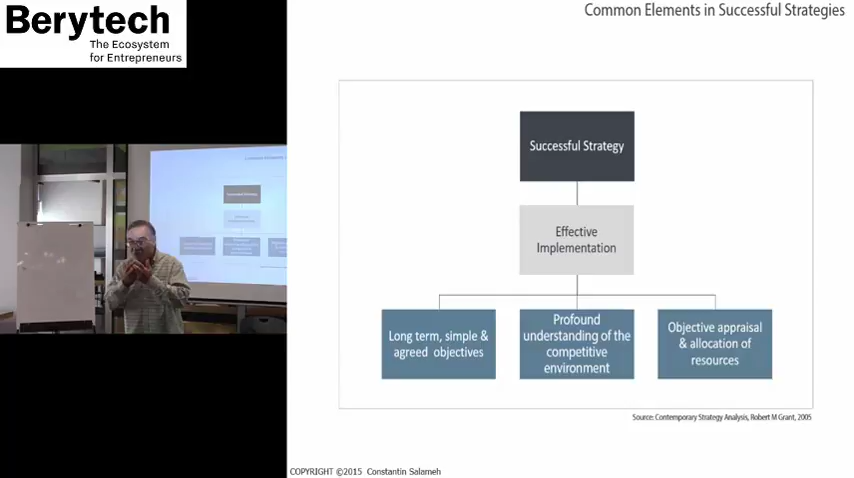 Berytech
The Ecosystem
for Entrepreneurs
Common Elements in Successful Strategies
Successful Strategy
Effective
Implementation
Long term, simple &
agreed objectives
Profound
understanding of the
competitive
environment
Objective appraisal
& allocation of
resources
Source: Contemporary Strategy Analysis, Robert M Grant, 2005
COPYRIGHT ©2015 Constantin Salameh